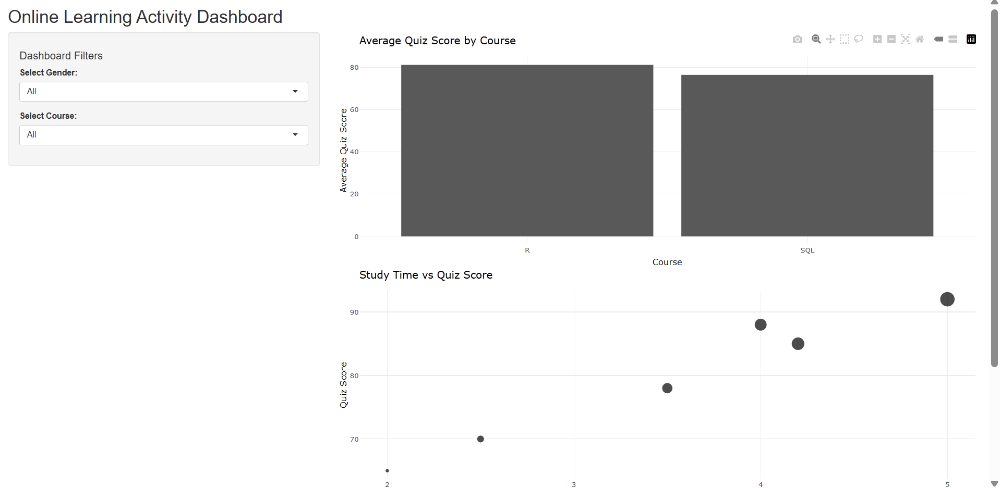 Online Learning Activity Dashboard
Dashboard Filters
Select Gender:
All
Select Course:
All
Average Quiz Score by Course
80
60
40
20
0
Average Quiz Score
R
SQL
Course
Study Time vs Quiz Score
90
80
70
Quiz Score
2
3
4
5